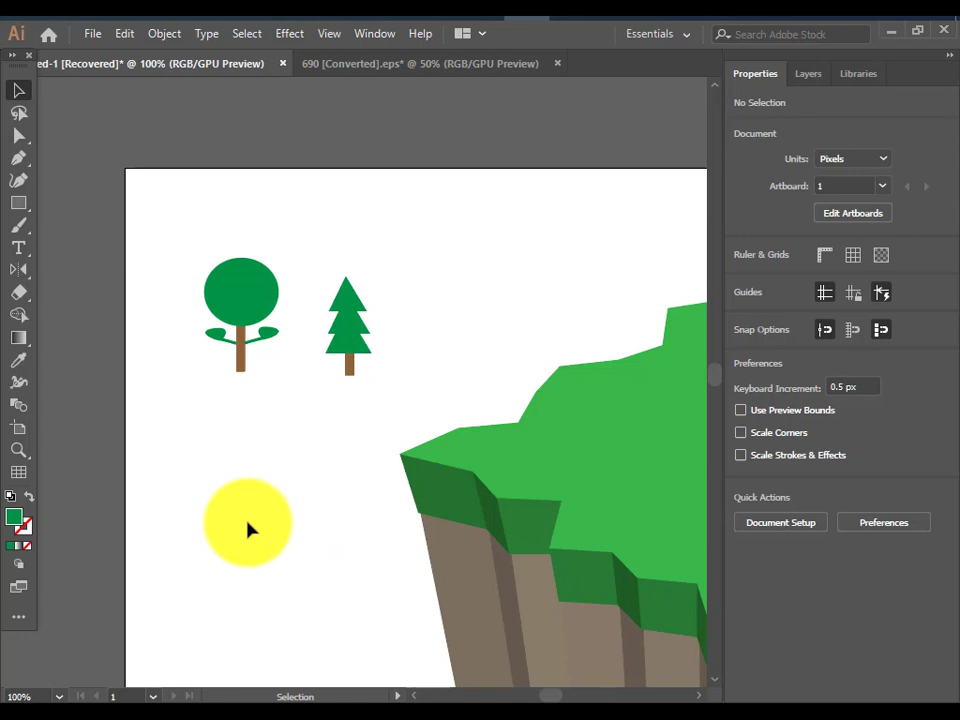 Ai File Edit Object Type Select Effect View Window Help Essentials Search Adobe Stock
ed-1 [Recovered]* @ 100% (RGB/GPU Preview) 690 [Converted].eps* @ 50% (RGB/GPU Preview)
Properties Layers Libraries
No Selection
Document
Units: Pixels
Artboard: 1
Edit Artboards
Ruler & Grids
Guides
Snap Options
Preferences
Keyboard Increment: 0.5 px
Use Preview Bounds
Scale Corners
Scale Strokes & Effects
Quick Actions
Document Setup Preferences
100% 1 Selection